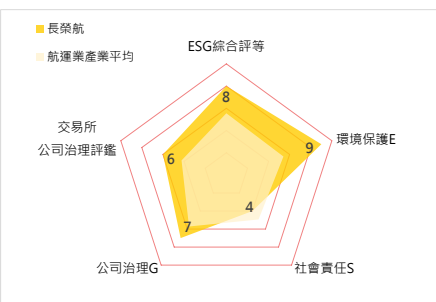 長榮航
航運業產業平均
ESG綜合評等
8
環境保護E
9
交易所
公司治理評鑑
6
4
7
公司治理G
社會責任S